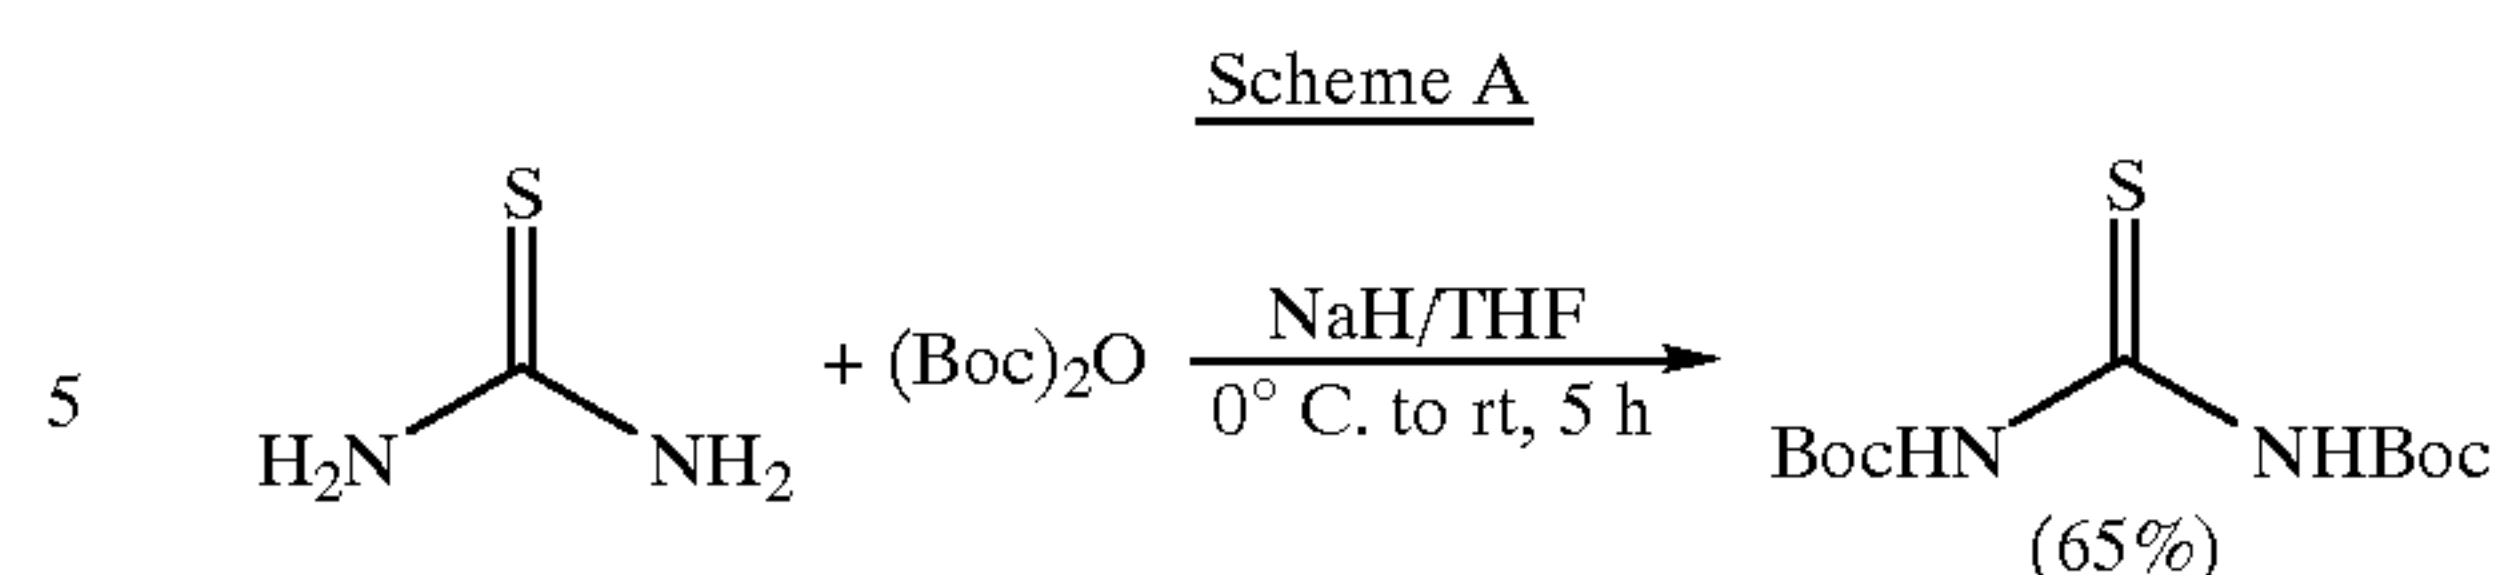 Scheme A
S
S
NaH/THF
+ (Boc)2O
0° C. to rt, 5 h
5
H2N
NH2
BocHN
NHBoc
(65%)